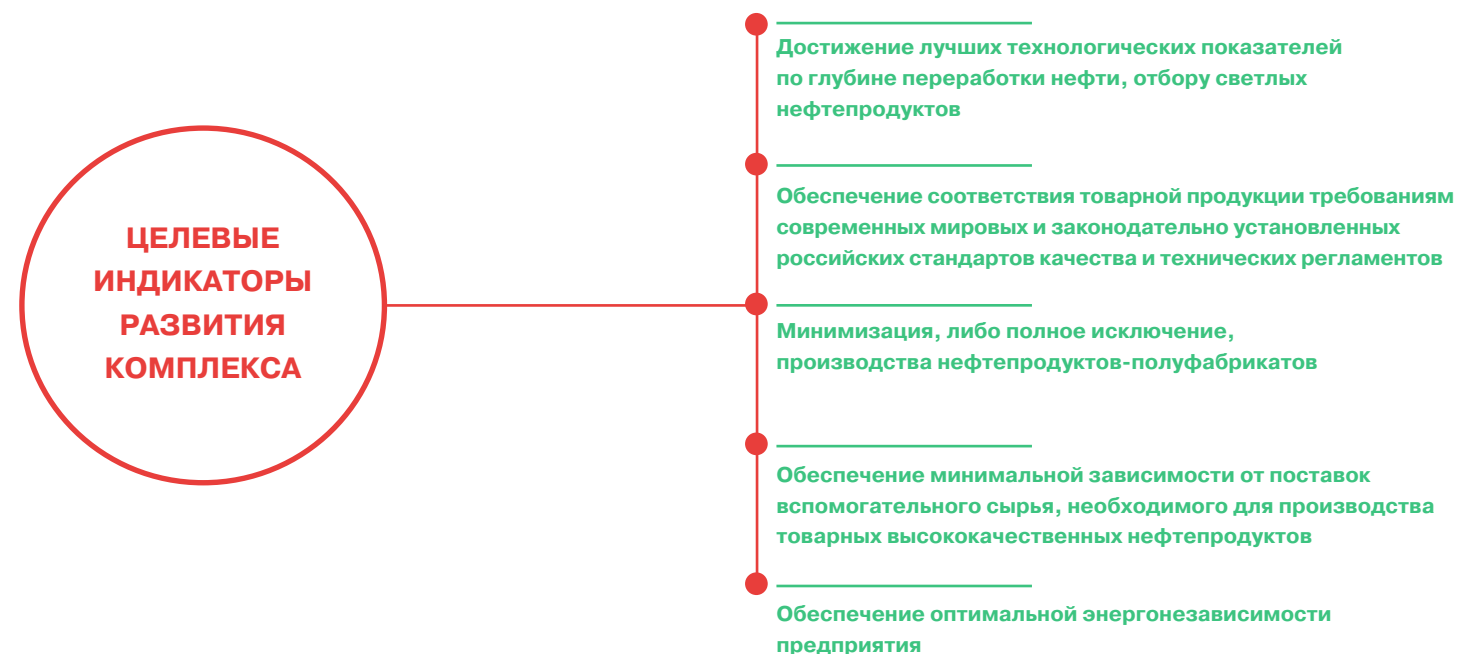 ЦЕЛЕВЫЕ
ИНДИКАТОРЫ
РАЗВИТИЯ
КОМПЛЕКСА
Достижение лучших технологических показателей
по глубине переработки нефти, отбору светлых
нефтепродуктов
Обеспечение соответствия товарной продукции требованиям
современных мировых и законодательно установленных
российских стандартов качества и технических регламентов
Минимизация, либо полное исключение,
производства нефтепродуктов-полуфабрикатов
Обеспечение минимальной зависимости от поставок
вспомогательного сырья, необходимого для производства
товарных высококачественных нефтепродуктов
Обеспечение оптимальной энергонезависимости
предприятия